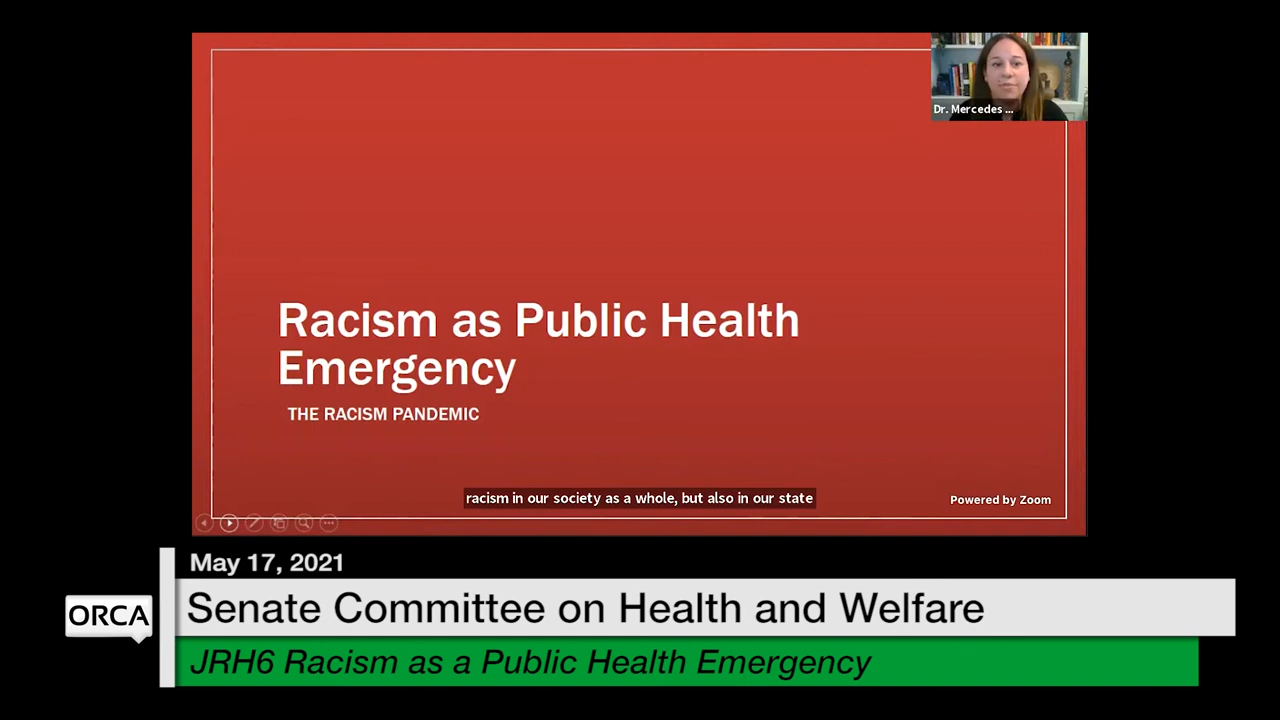 Dr. Mercedes ...
Racism as Public Health
Emergency
THE RACISM PANDEMIC
racism in our society as a whole, but also in our state
Powered by Zoom
May 17, 2021
ORCA
Senate Committee on Health and Welfare
JRH6 Racism as a Public Health Emergency